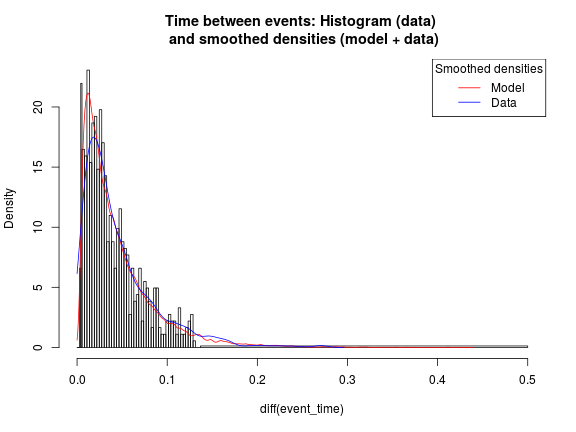 Time between events: Histogram (data)
and smoothed densities (model + data)
Smoothed densities
Model
Data
Density
20
15
10
5
0
0.0 0.1 0.2 0.3 0.4 0.5
diff(event_time)